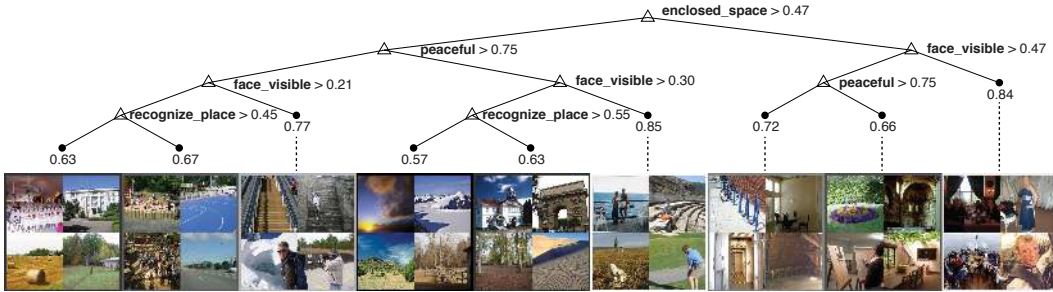 enclosed_space > 0.47
peaceful > 0.75
face_visible > 0.47
face_visible > 0.21
face_visible > 0.30
peaceful > 0.75
0.84
recognize_place > 0.45
0.77
recognize_place > 0.55
0.85
0.72
0.66
0.63
0.67
0.57
0.63